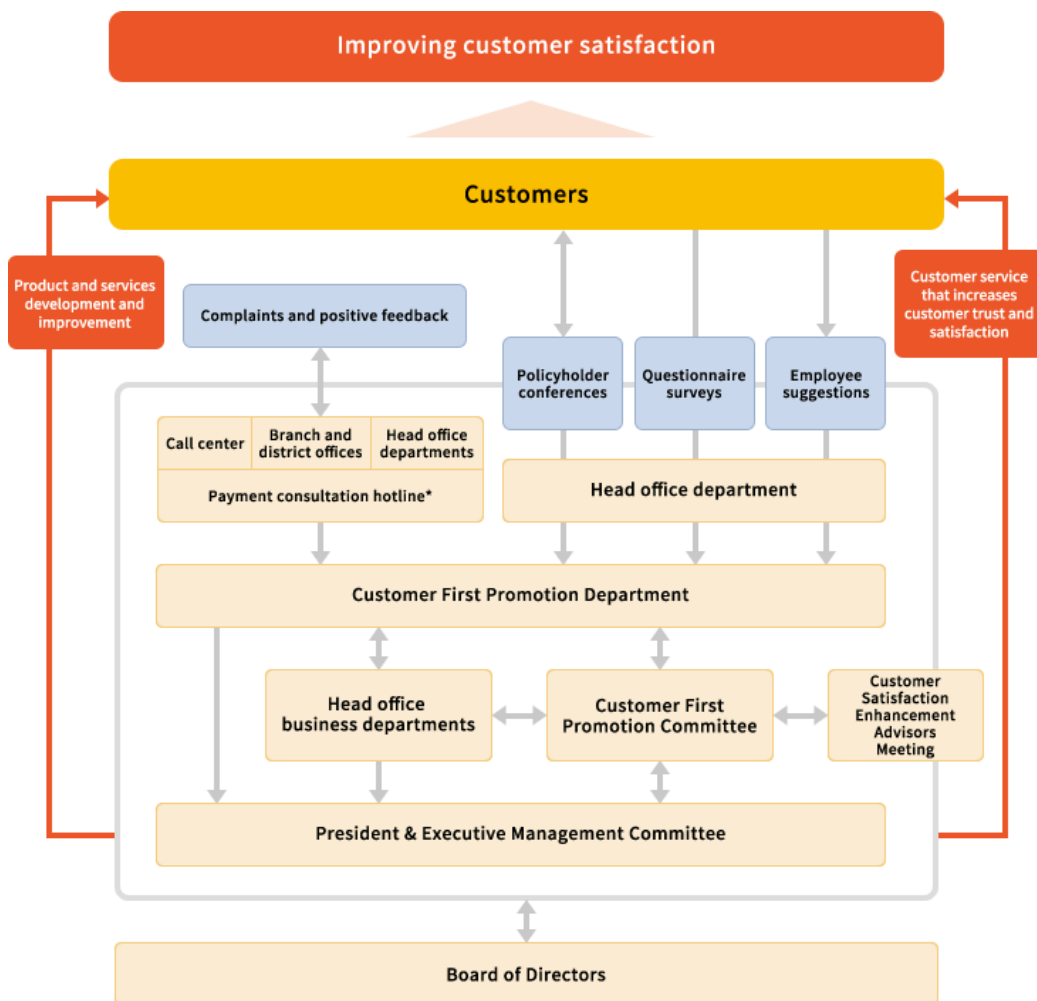 Improving customer satisfaction
Customers
Product and services
development and
improvement
Customer service
that increases
customer trust and
satisfaction
Complaints and positive feedback
Policyholder
conferences
Questionnaire
surveys
Employee
suggestions
Call center
Branch and
district offices
Head office
departments
Payment consultation hotline*
Head office department
Customer First Promotion Department
Head office
business departments
Customer First
Promotion Committee
Customer
Satisfaction
Enhancement
Advisors
Meeting
President & Executive Management Committee
Board of Directors